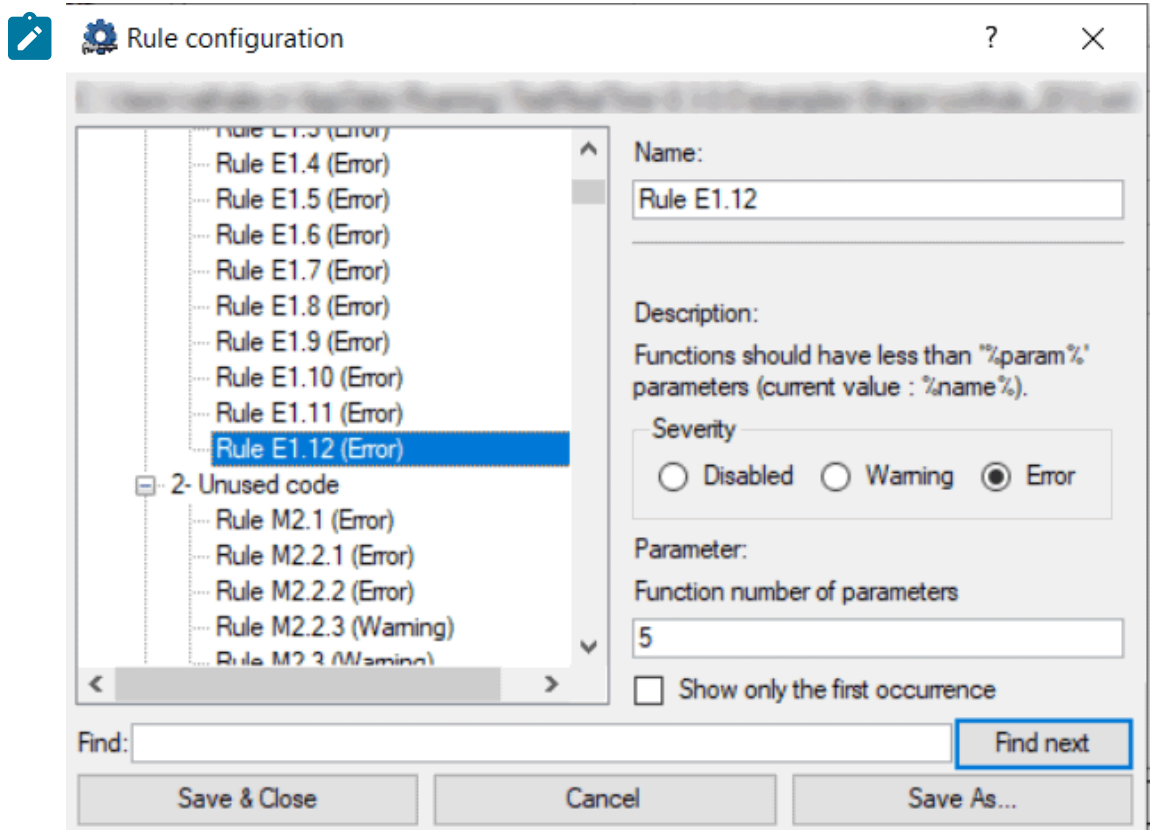 Rule configuration
?
Rule E1.4 (Error)
Rule E1.5 (Error)
Rule E1.6 (Error)
Rule E1.7 (Error)
Rule E1.8 (Error)
Rule E1.9 (Error)
Rule E1.10 (Error)
Rule E1.11 (Error)
Rule E1.12 (Error)
2- Unused code
Rule M2.1 (Error)
Rule M2.2.1 (Error)
Rule M2.2.2 (Error)
Rule M2.2.3 (Warning)
Rule M2.3 (Warning)
Name:
Rule E1.12
Description:
Functions should have less than '%param%'
parameters (current value : %name%).
Severity
Disabled Warning Error
Parameter:
Function number of parameters
5
Show only the first occurrence
Find: Find next
Save & Close Cancel Save As...